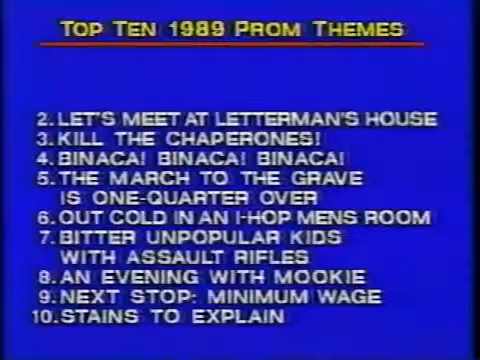 TOP TEN 1989 PROM THEMES
2. LET'S MEET AT LETTERMAN'S HOUSE
3. KILL THE CHAPERONES!
4. BINACA! BINACA! BINACA!
5. THE MARCH TO THE GRAVE
IS ONE-QUARTER OVER
6. OUT COLD IN AN I-HOP MENS ROOM
7. BITTER UNPOPULAR KIDS
WITH ASSAULT RIFLES
8. AN EVENING WITH MOOKIE
9. NEXT STOP: MINIMUM WAGE
10. STAINS TO EXPLAIN